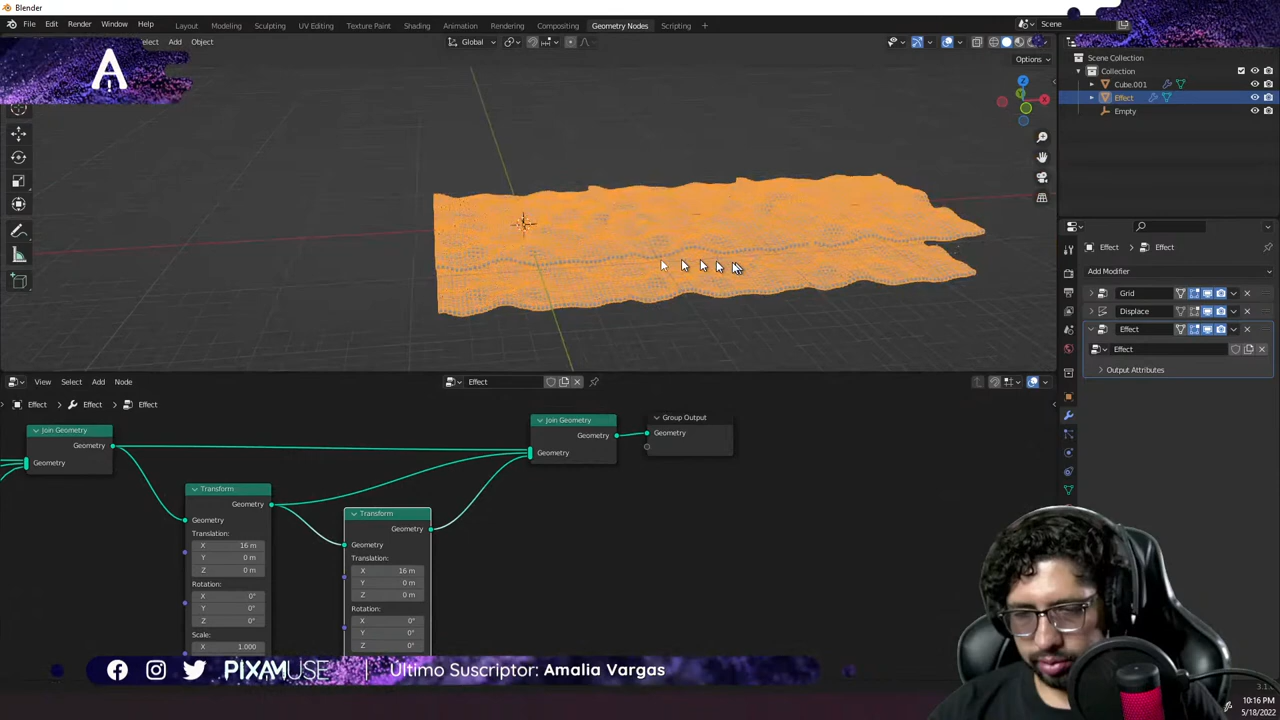 Blender
File Edit Render Window Help Layout Modeling Sculpting UV Editing Texture Paint Shading Animation Rendering Compositing Geometry Nodes Scripting + Scene
elect Add Object Global
Options
A
Scene Collection
Collection
Cube.001
Effect
Empty
Z
Y
X
Effect Effect
Add Modifier
Grid
Displace
Effect
Effect
Output Attributes
View Select Add Node Effect
Effect Effect Effect
Join Geometry
Geometry
Geometry
Join Geometry
Geometry
Geometry
Group Output
Geometry
Transform
Geometry
Geometry
Translation:
X 16 m
Y 0 m
Z 0 m
Rotation:
X 0°
Y 0°
Z 0°
Scale:
X 1.000
Transform
Geometry
Geometry
Translation:
X 16 m
Y 0 m
Z 0 m
Rotation:
X 0°
Y 0°
Z 0°
PIXAMUSE Último Suscriptor: Amalia Vargas
10:16 PM
5/18/2022